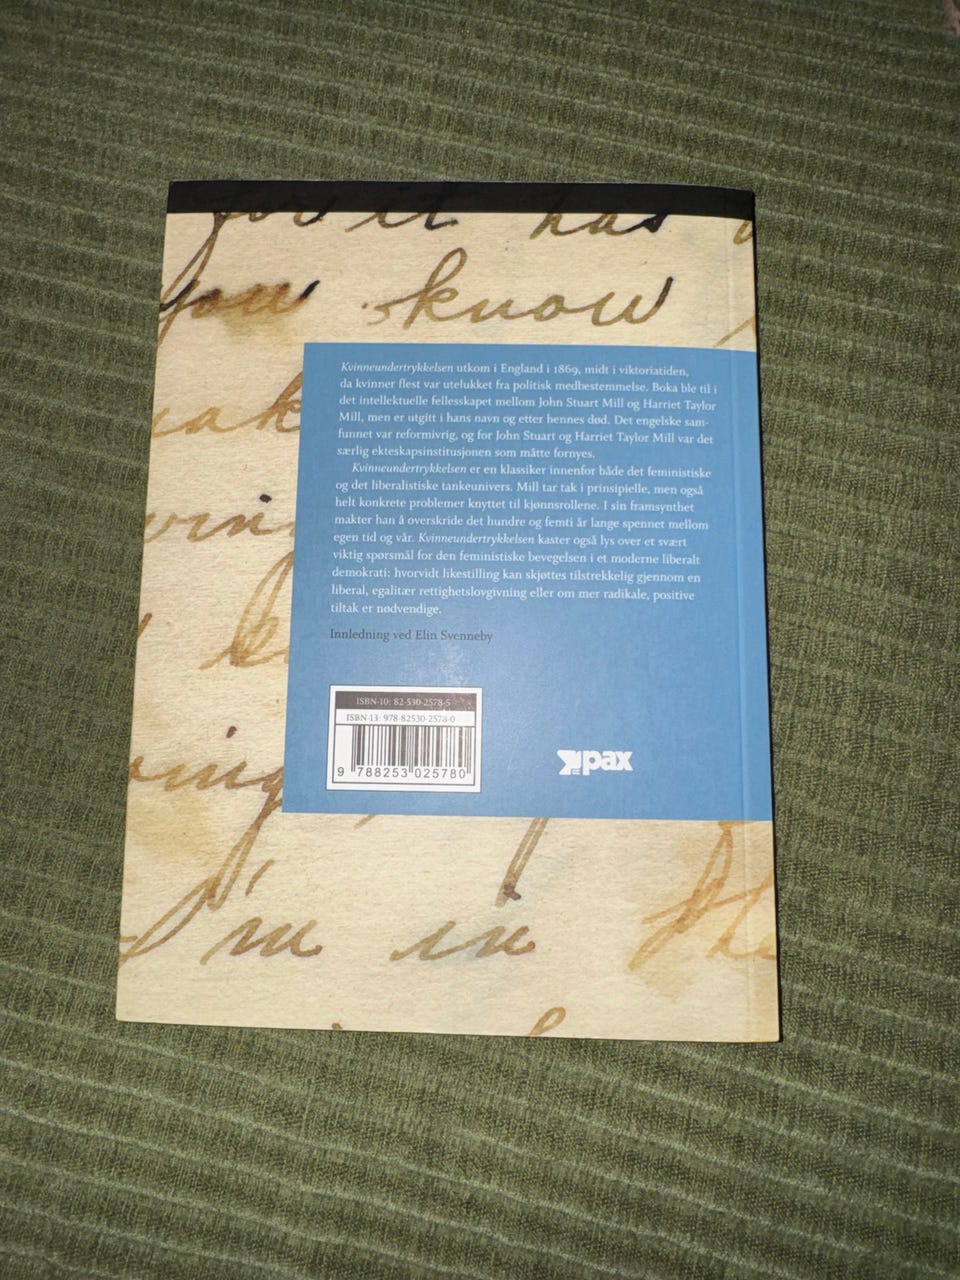 for it has
you know
Kvinneundertrykkelsen utkom i England i 1869, midt i viktoriatiden,
da kvinner flest var utelukket fra politisk medbestemmelse. Boka ble til i
det intellektuelle fellesskapet mellom John Stuart Mill og Harriet Taylor
Mill, men er utgitt i hans navn og etter hennes død. Det engelske sam-
funnet var reformivrig, og for John Stuart og Harriet Taylor Mill var det
særlig ekteskapsinstitusjonen som måtte fornyes.
Kvinneundertrykkelsen er en klassiker innenfor både det feministiske
og det liberalistiske tankeunivers. Mill tar tak i prinsipielle, men også
helt konkrete problemer knyttet til kjønnsrollene. I sin framsynthet
makter han å overskride det hundre og femti år lange spennet mellom
egen tid og vår. Kvinneundertrykkelsen kaster også lys over et svært
viktig spørsmål for den feministiske bevegelsen i et moderne liberalt
demokrati: hvorvidt likestilling kan skjøttes tilstrekkelig gjennom en
liberal, egalitær rettighetslovgivning eller om mer radikale, positive
tiltak er nødvendige.
Innledning ved Elin Svenneby
ISBN-10: 82-530-2578-5
ISBN-13: 978-82530-2578-0
9 788253 025780
pax
I'm in the